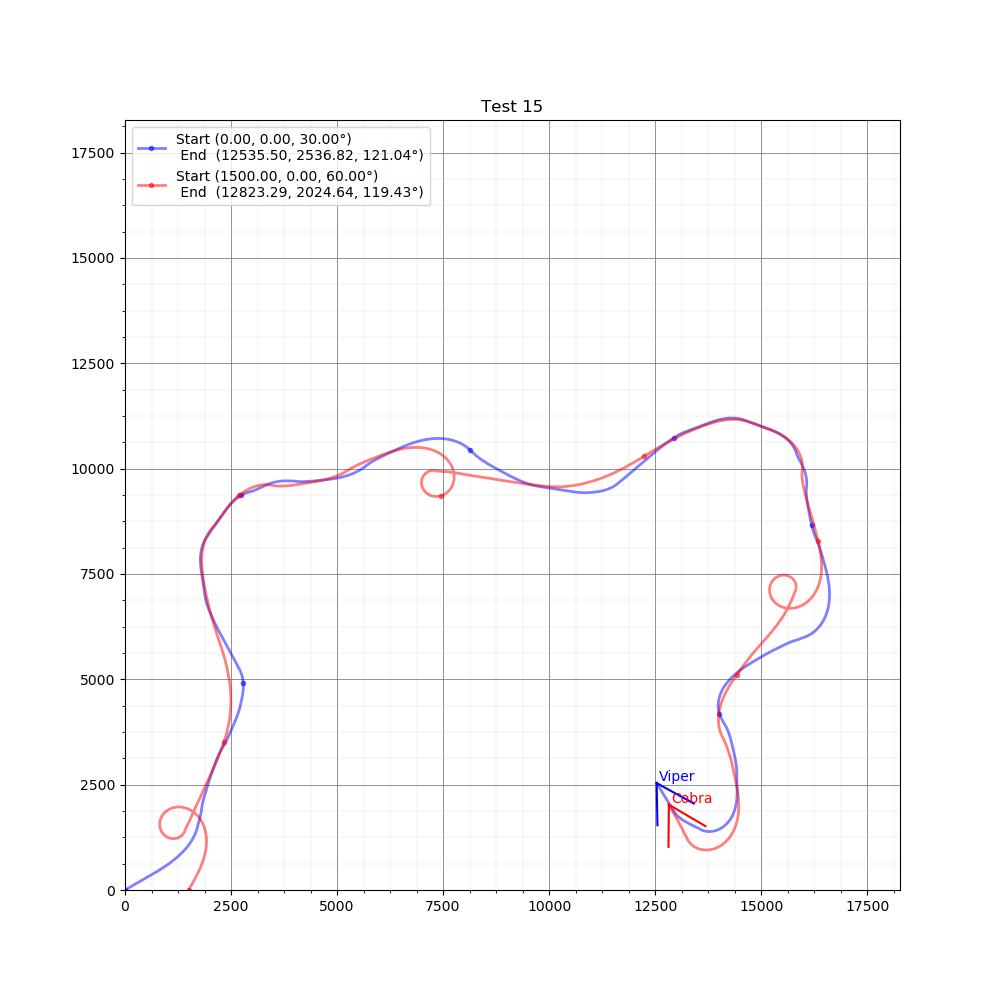 Test 15
Start (0.00, 0.00, 30.00°)
End  (12535.50, 2536.82, 121.04°)
Start (1500.00, 0.00, 60.00°)
End  (12823.29, 2024.64, 119.43°)
17500
15000
12500
10000
7500
5000
2500
0
Viper
Cobra
0 2500 5000 7500 10000 12500 15000 17500